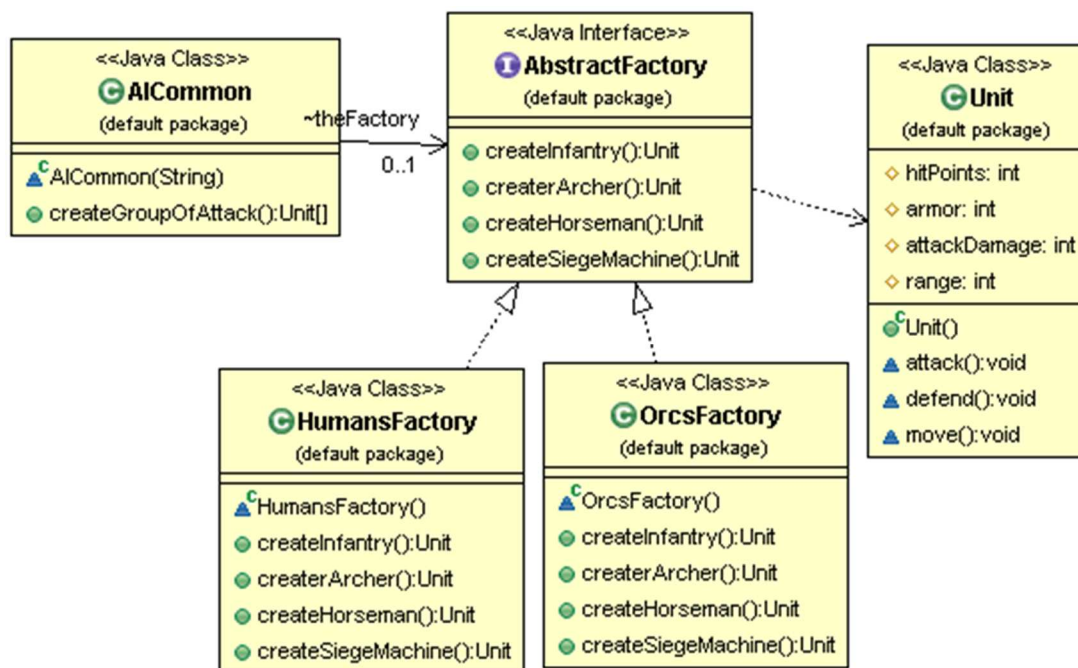 <<Java Class>>
AICommon
(default package)
AICommon(String)
createGroupOfAttack():Unit[]
~theFactory
0..1
<<Java Interface>>
AbstractFactory
(default package)
createInfantry():Unit
createrArcher():Unit
createHorseman():Unit
createSiegeMachine():Unit
<<Java Class>>
Unit
(default package)
hitPoints: int
armor: int
attackDamage: int
range: int
Unit()
attack():void
defend():void
move():void
<<Java Class>>
HumansFactory
(default package)
HumansFactory()
createInfantry():Unit
createrArcher():Unit
createHorseman():Unit
createSiegeMachine():Unit
<<Java Class>>
OrcsFactory
(default package)
OrcsFactory()
createInfantry():Unit
createrArcher():Unit
createHorseman():Unit
createSiegeMachine():Unit